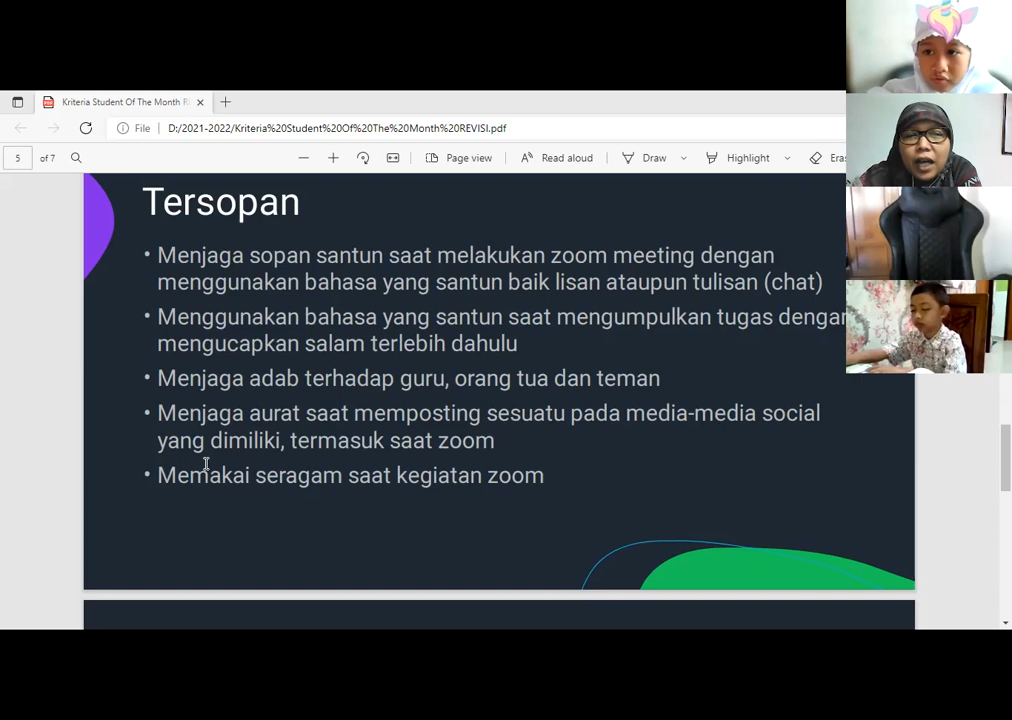 Kriteria Student Of The Month R
File D:/2021-2022/Kriteria%20Student%20Of%20The%20Month%20REVISI.pdf
5 of 7 Page view Read aloud Draw Highlight Eras
Tersopan
• Menjaga sopan santun saat melakukan zoom meeting dengan
menggunakan bahasa yang santun baik lisan ataupun tulisan (chat)
• Menggunakan bahasa yang santun saat mengumpulkan tugas dengan
mengucapkan salam terlebih dahulu
• Menjaga adab terhadap guru, orang tua dan teman
• Menjaga aurat saat memposting sesuatu pada media-media social
yang dimiliki, termasuk saat zoom
• Memakai seragam saat kegiatan zoom